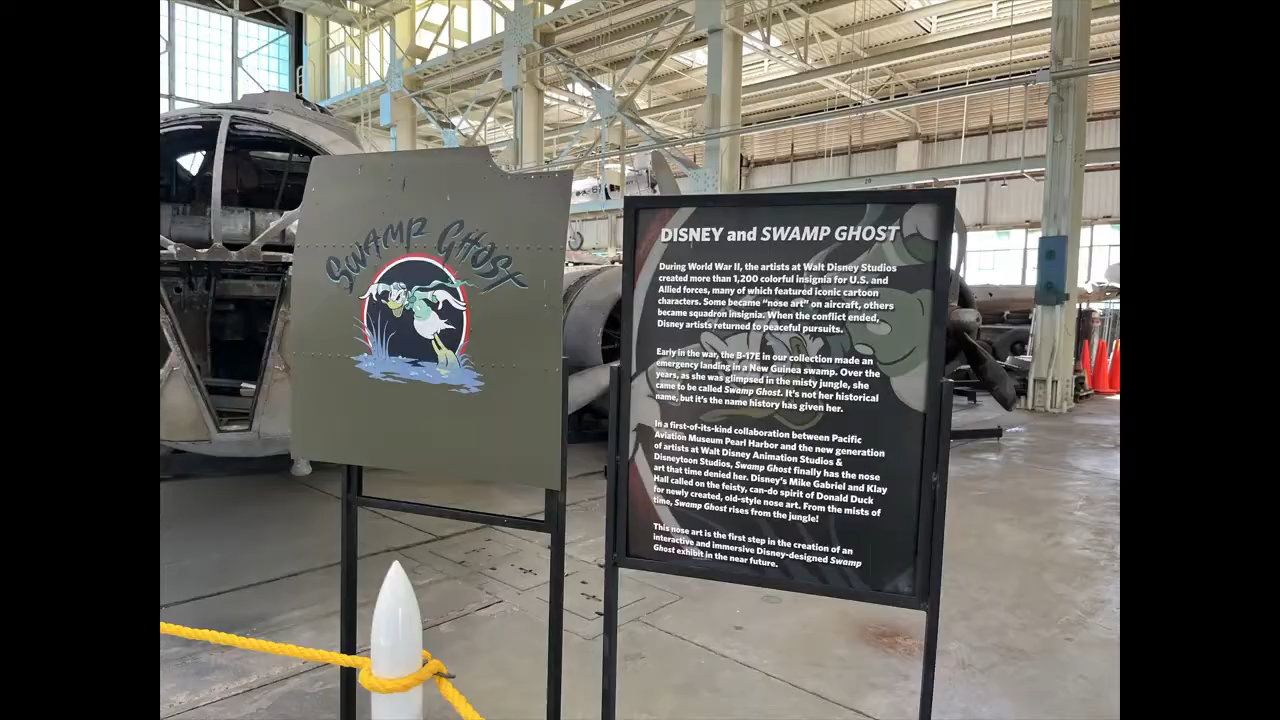 SWAMP GHOST
DISNEY and SWAMP GHOST
During World War II, the artists at Walt Disney Studios
created more than 1,200 colorful insignia for U.S. and
Allied forces, many of which featured iconic cartoon
characters. Some became "nose art" on aircraft, others
became squadron insignia. When the conflict ended,
Disney artists returned to peaceful pursuits.
Early in the war, the B-17E in our collection made an
emergency landing in a New Guinea swamp. Over the
years, as she was glimpsed in the misty jungle, she
came to be called Swamp Ghost. It's not her historical
name, but it's the name history has given her.
In a first-of-its-kind collaboration between Pacific
Aviation Museum Pearl Harbor and the new generation
of artists at Walt Disney Animation Studios &
Disneytoon Studios, Swamp Ghost finally has the nose
art that time denied her. Disney's Mike Gabriel and Klay
Hall called on the feisty, can-do spirit of Donald Duck
for newly created, old-style nose art. From the mists of
time, Swamp Ghost rises from the jungle!
This nose art is the first step in the creation of an
interactive and immersive Disney-designed Swamp
Ghost exhibit in the near future.